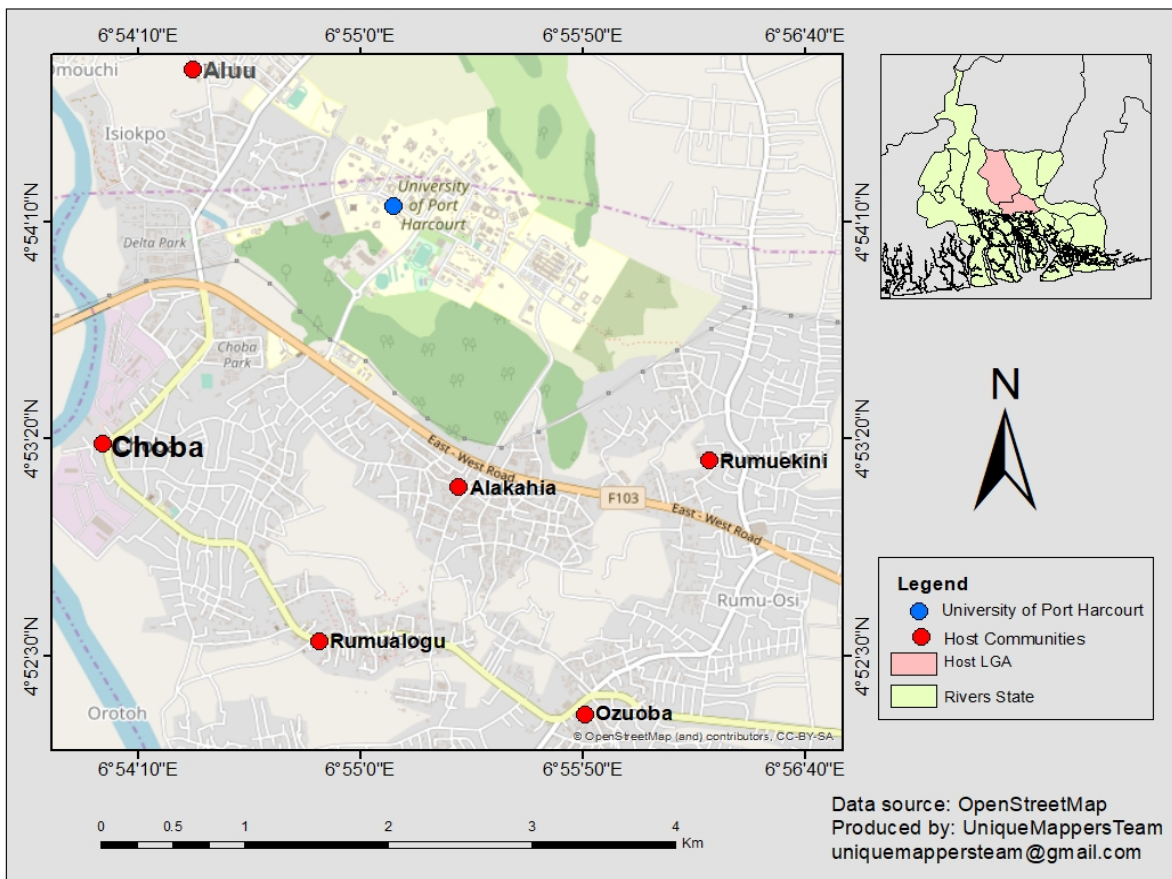 6°54'10"E 6°55'0"E 6°55'50"E 6°56'40"E
Omouchi
Aluu
Isiokpo
University
of Port
Harcourt
4°54'10"N 4°54'10"N
Delta Park
Choba
Park
4°53'20"N 4°53'20"N
Choba
East - West Road
Rumuekini
Alakahia
F103
East - West Road
Rumu-Osi
Rumualogu
4°52'30"N 4°52'30"N
Orotoh
Ozuoba
© OpenStreetMap (and) contributors, CC-BY-SA
6°54'10"E 6°55'0"E 6°55'50"E 6°56'40"E
N
Legend
University of Port Harcourt
Host Communities
Host LGA
Rivers State
0 0.5 1 2 3 4
Km
Data source: OpenStreetMap
Produced by: UniqueMappersTeam
uniquemappersteam@gmail.com